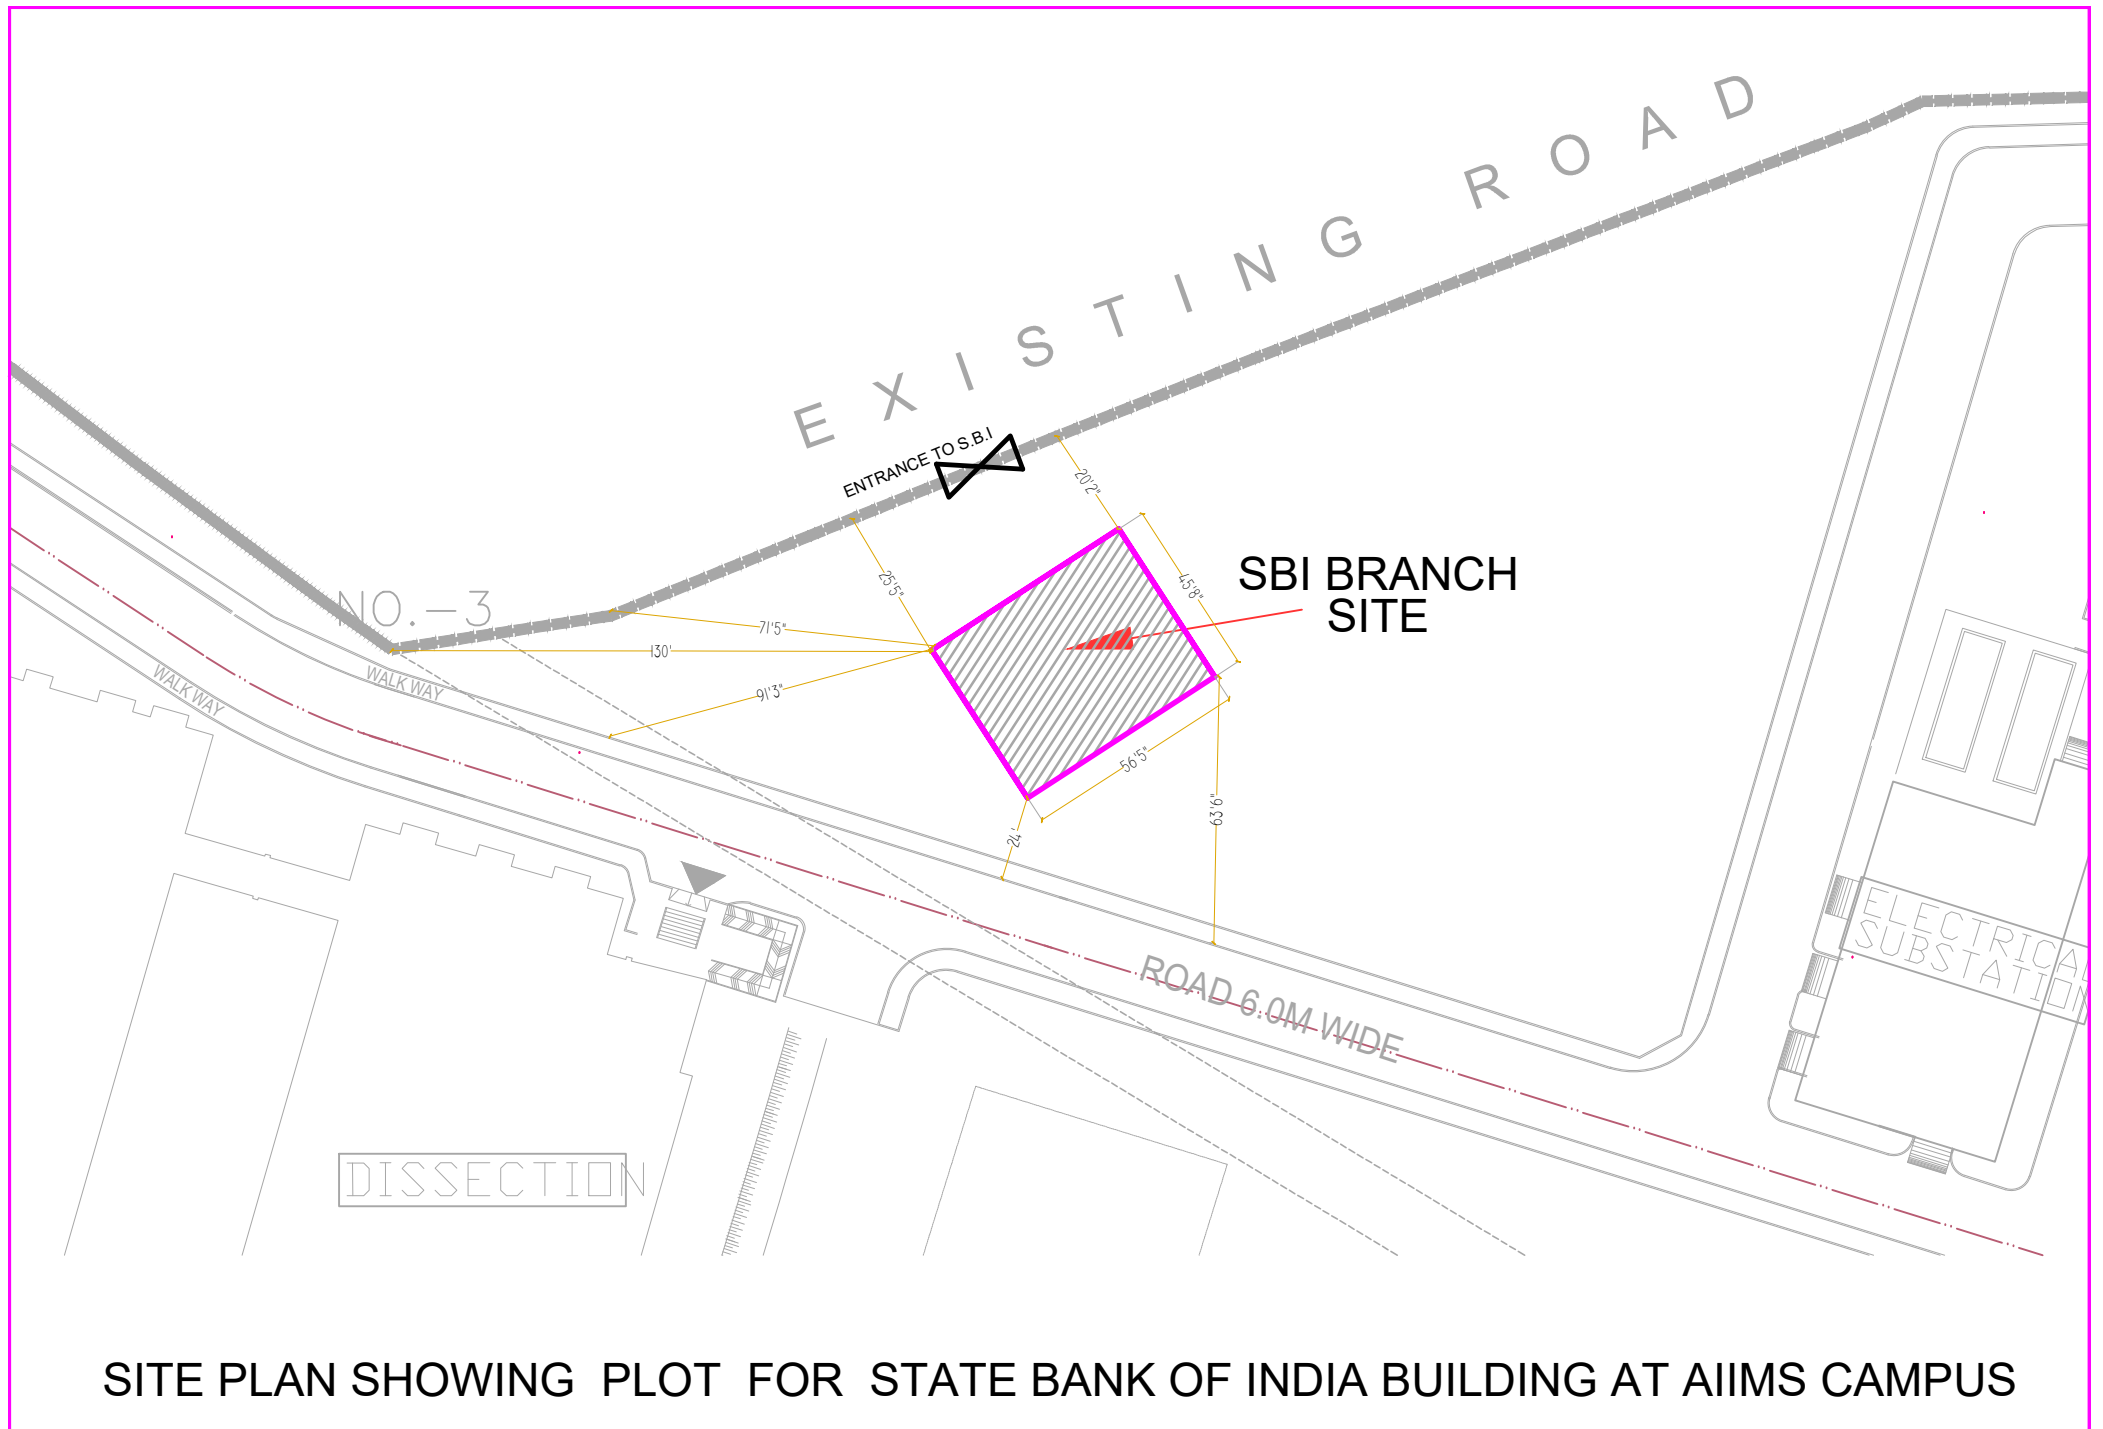 EXISTING ROAD
ENTRANCE TO S.B.I
20'2"
25'5"
45'8"
SBI BRANCH
SITE
NO.-3
71'5"
130'
91'3"
WALK WAY
WALK WAY
56'5"
63'6"
24'
ROAD 6.0M WIDE
ELECTRICAL
SUBSTATION
DISSECTION
SITE PLAN SHOWING PLOT FOR STATE BANK OF INDIA BUILDING AT AIIMS CAMPUS